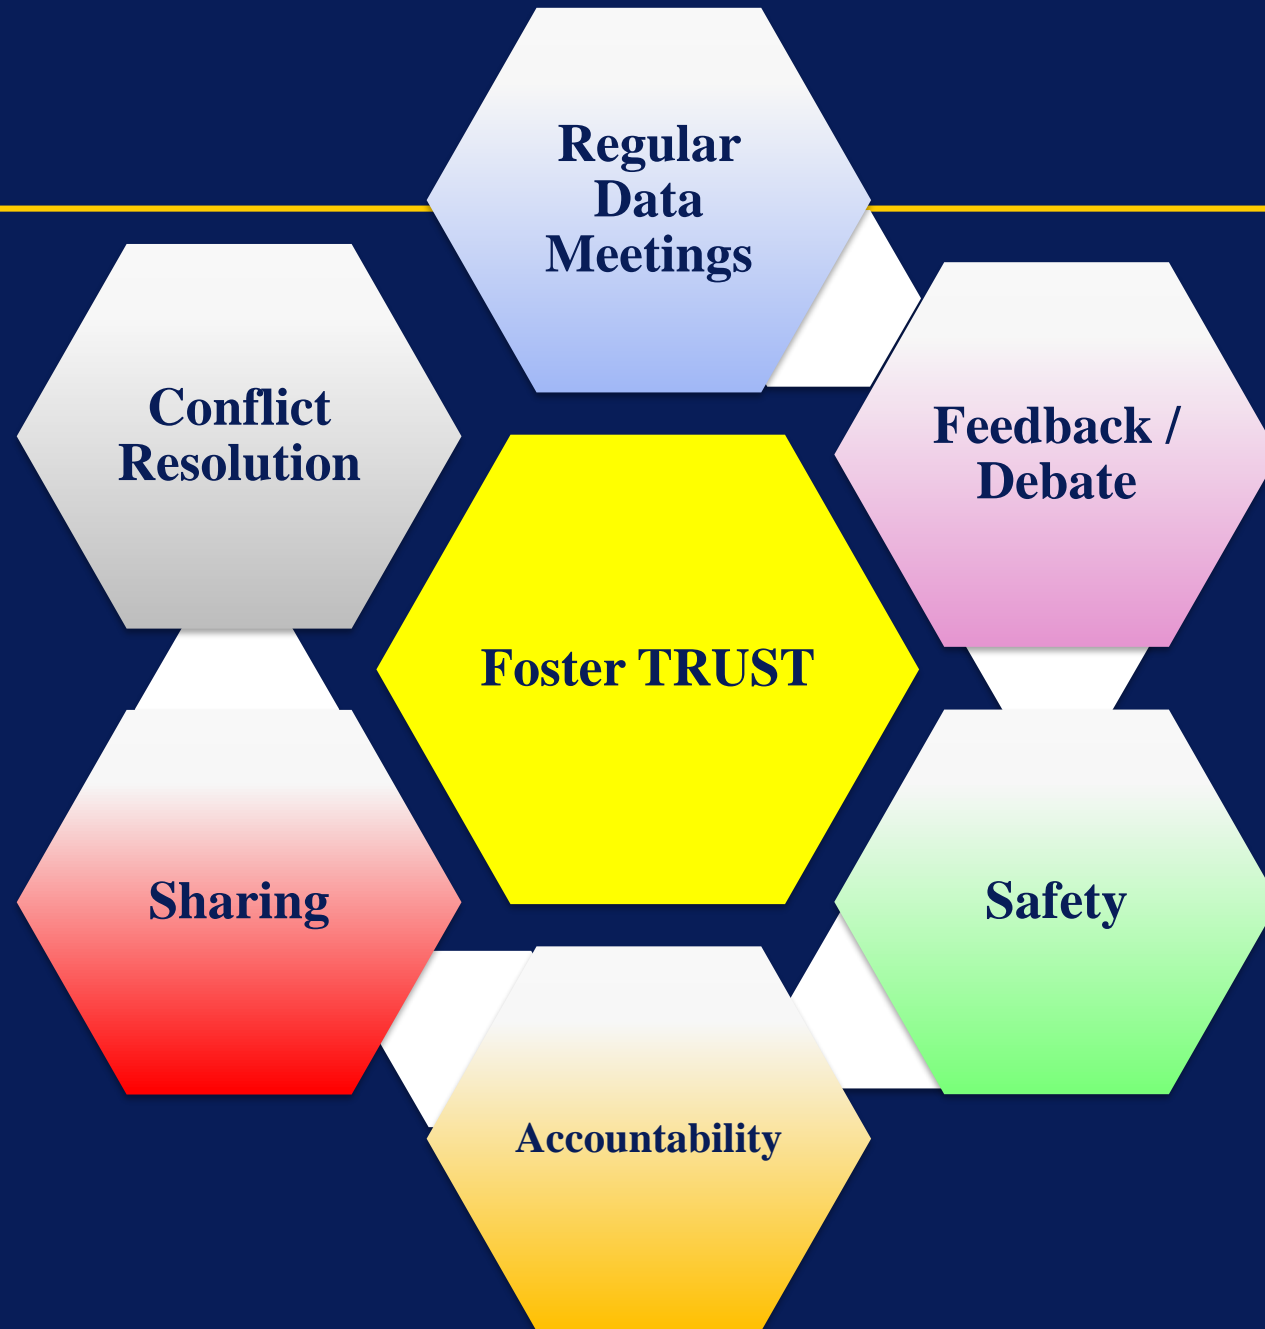 Regular
Data
Meetings
Conflict
Resolution
Feedback /
Debate
Foster TRUST
Sharing
Safety
Accountability